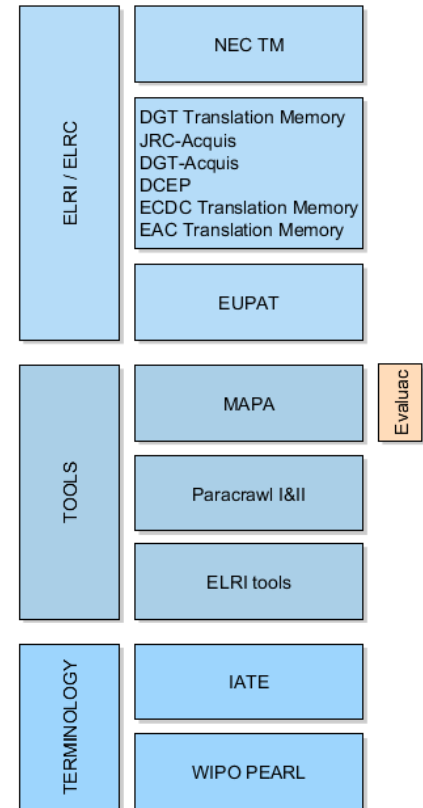 ELRI / ELRC
NEC TM
DGT Translation Memory
JRC-Acquis
DGT-Acquis
DCEP
ECDC Translation Memory
EAC Translation Memory
EUPAT
TOOLS
MAPA
Evaluac
Paracrawl I&II
ELRI tools
TERMINOLOGY
IATE
WIPO PEARL